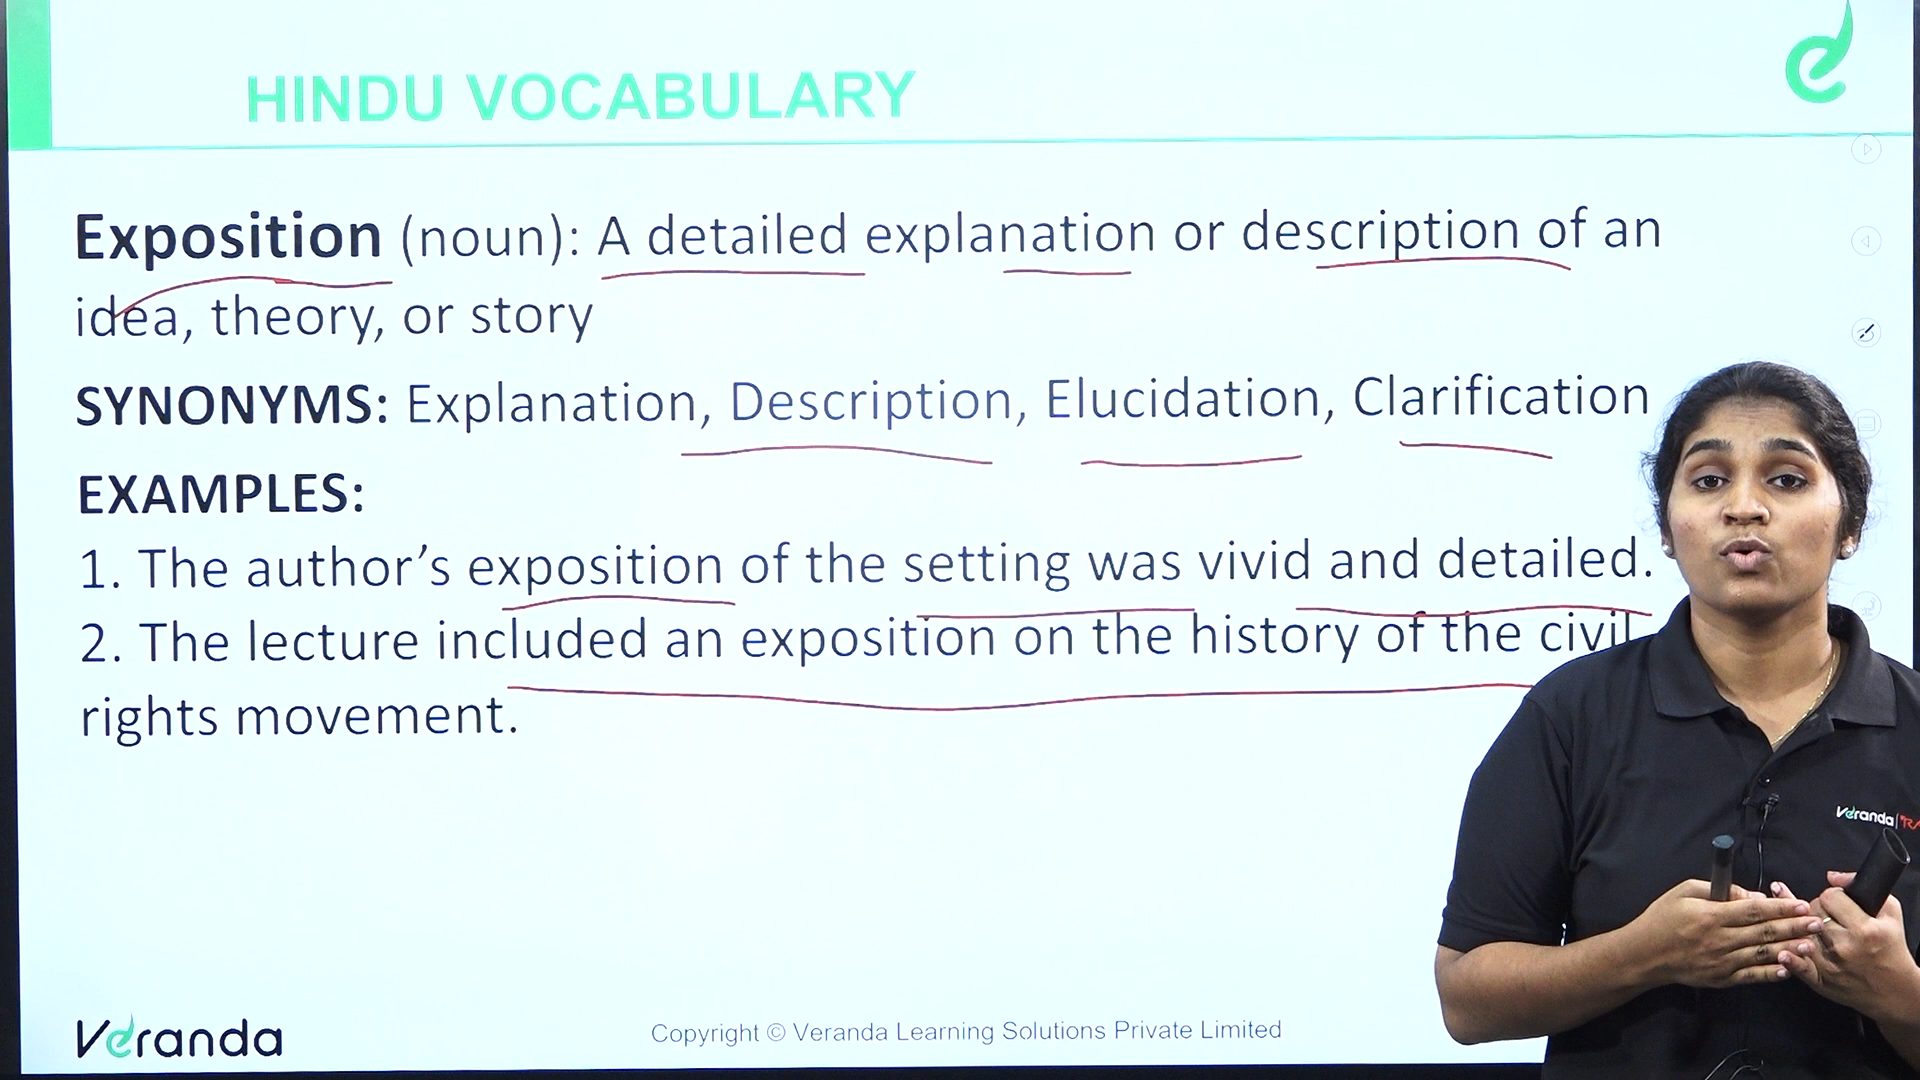 HINDU VOCABULARY
Exposition (noun): A detailed explanation or description of an
idea, theory, or story
SYNONYMS: Explanation, Description, Elucidation, Clarification
EXAMPLES:
1. The author’s exposition of the setting was vivid and detailed.
2. The lecture included an exposition on the history of the civil
rights movement.
Veranda
Veranda
Copyright © Veranda Learning Solutions Private Limited